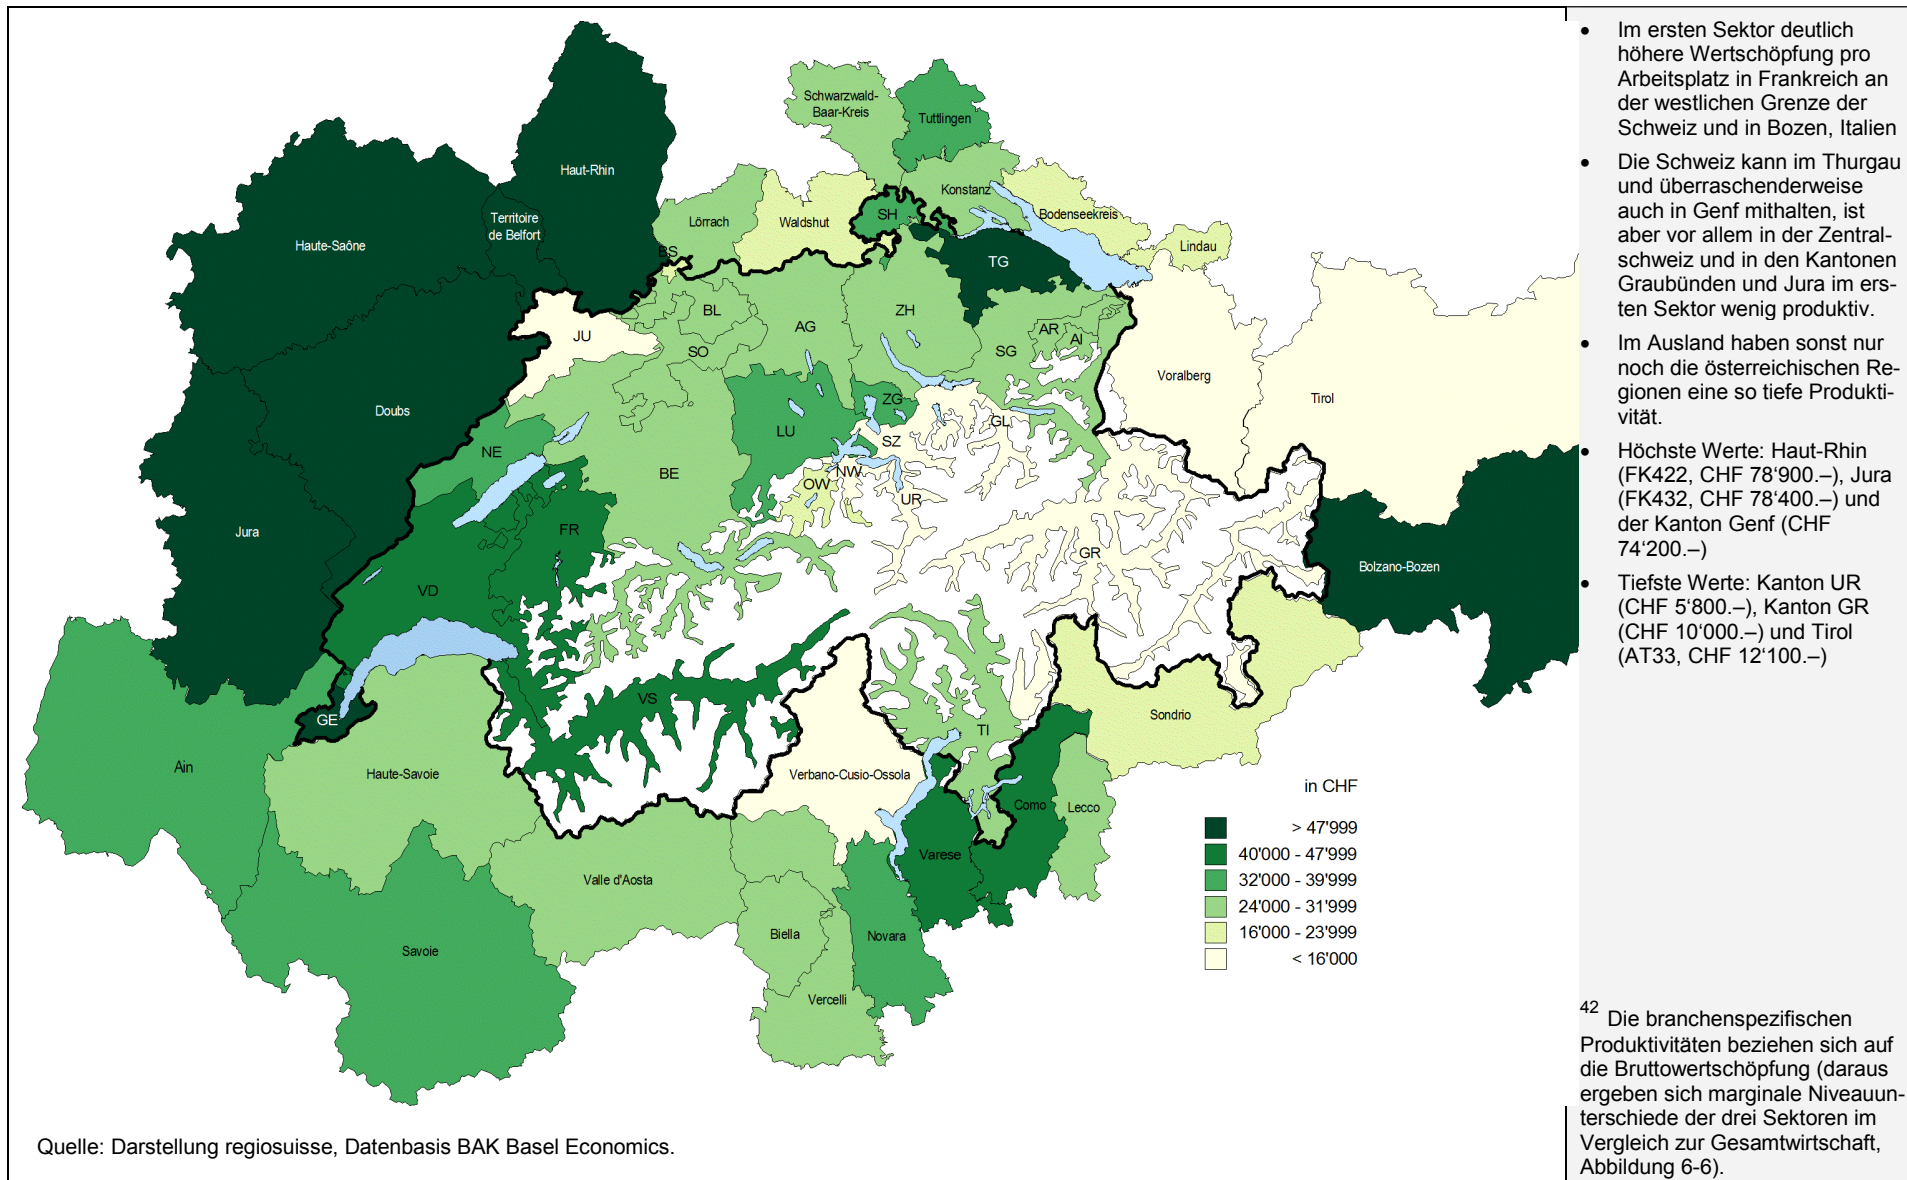 Schwarzwald-
Baar-Kreis
Tuttlingen
Haut-Rhin
Konstanz
Territoire
de Belfort
Lörrach
Waldshut
SH
Bodenseekreis
Haute-Saône
BS
Lindau
TG
JU
BL
AG
ZH
AR
AI
SO
SG
Voralberg
Tirol
Doubs
ZG
GL
LU
SZ
NE
BE
NW
OW
UR
Jura
FR
GR
Bolzano-Bozen
VD
VS
GE
TI
Sondrio
Ain
Haute-Savoie
Verbano-Cusio-Ossola
Como
Lecco
Varese
Valle d'Aosta
Biella
Novara
Savoie
Vercelli
in CHF
> 47'999
40'000 - 47'999
32'000 - 39'999
24'000 - 31'999
16'000 - 23'999
< 16'000
Quelle: Darstellung regiosuisse, Datenbasis BAK Basel Economics.
• Im ersten Sektor deutlich
höhere Wertschöpfung pro
Arbeitsplatz in Frankreich an
der westlichen Grenze der
Schweiz und in Bozen, Italien
• Die Schweiz kann im Thurgau
und überraschenderweise
auch in Genf mithalten, ist
aber vor allem in der Zentral-
schweiz und in den Kantonen
Graubünden und Jura im ers-
ten Sektor wenig produktiv.
• Im Ausland haben sonst nur
noch die österreichischen Re-
gionen eine so tiefe Produkti-
vität.
• Höchste Werte: Haut-Rhin
(FK422, CHF 78‘900.–), Jura
(FK432, CHF 78‘400.–) und
der Kanton Genf (CHF
74‘200.–)
• Tiefste Werte: Kanton UR
(CHF 5‘800.–), Kanton GR
(CHF 10‘000.–) und Tirol
(AT33, CHF 12‘100.–)
42 Die branchenspezifischen
Produktivitäten beziehen sich auf
die Bruttowertschöpfung (daraus
ergeben sich marginale Niveauun-
terschiede der drei Sektoren im
Vergleich zur Gesamtwirtschaft,
Abbildung 6-6).